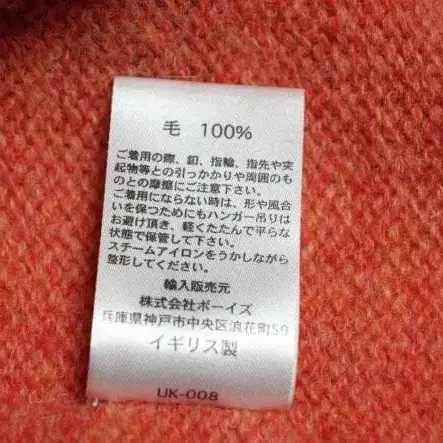 毛 100%
ご着用の際、釦、指輪、指先や突
起物等との引っかかりや周囲のも
のとの摩擦にご注意下さい。
ご着用にならない時は、形や風合
いを保つためにもハンガー吊りは
お避け頂き、軽くたたんで平らな
状態で保管して下さい。
スチームアイロンをうかしながら
整形してください。
輸入販売元
株式会社ボーイズ
兵庫県神戸市中央区浪花町59
イギリス製
UK-008